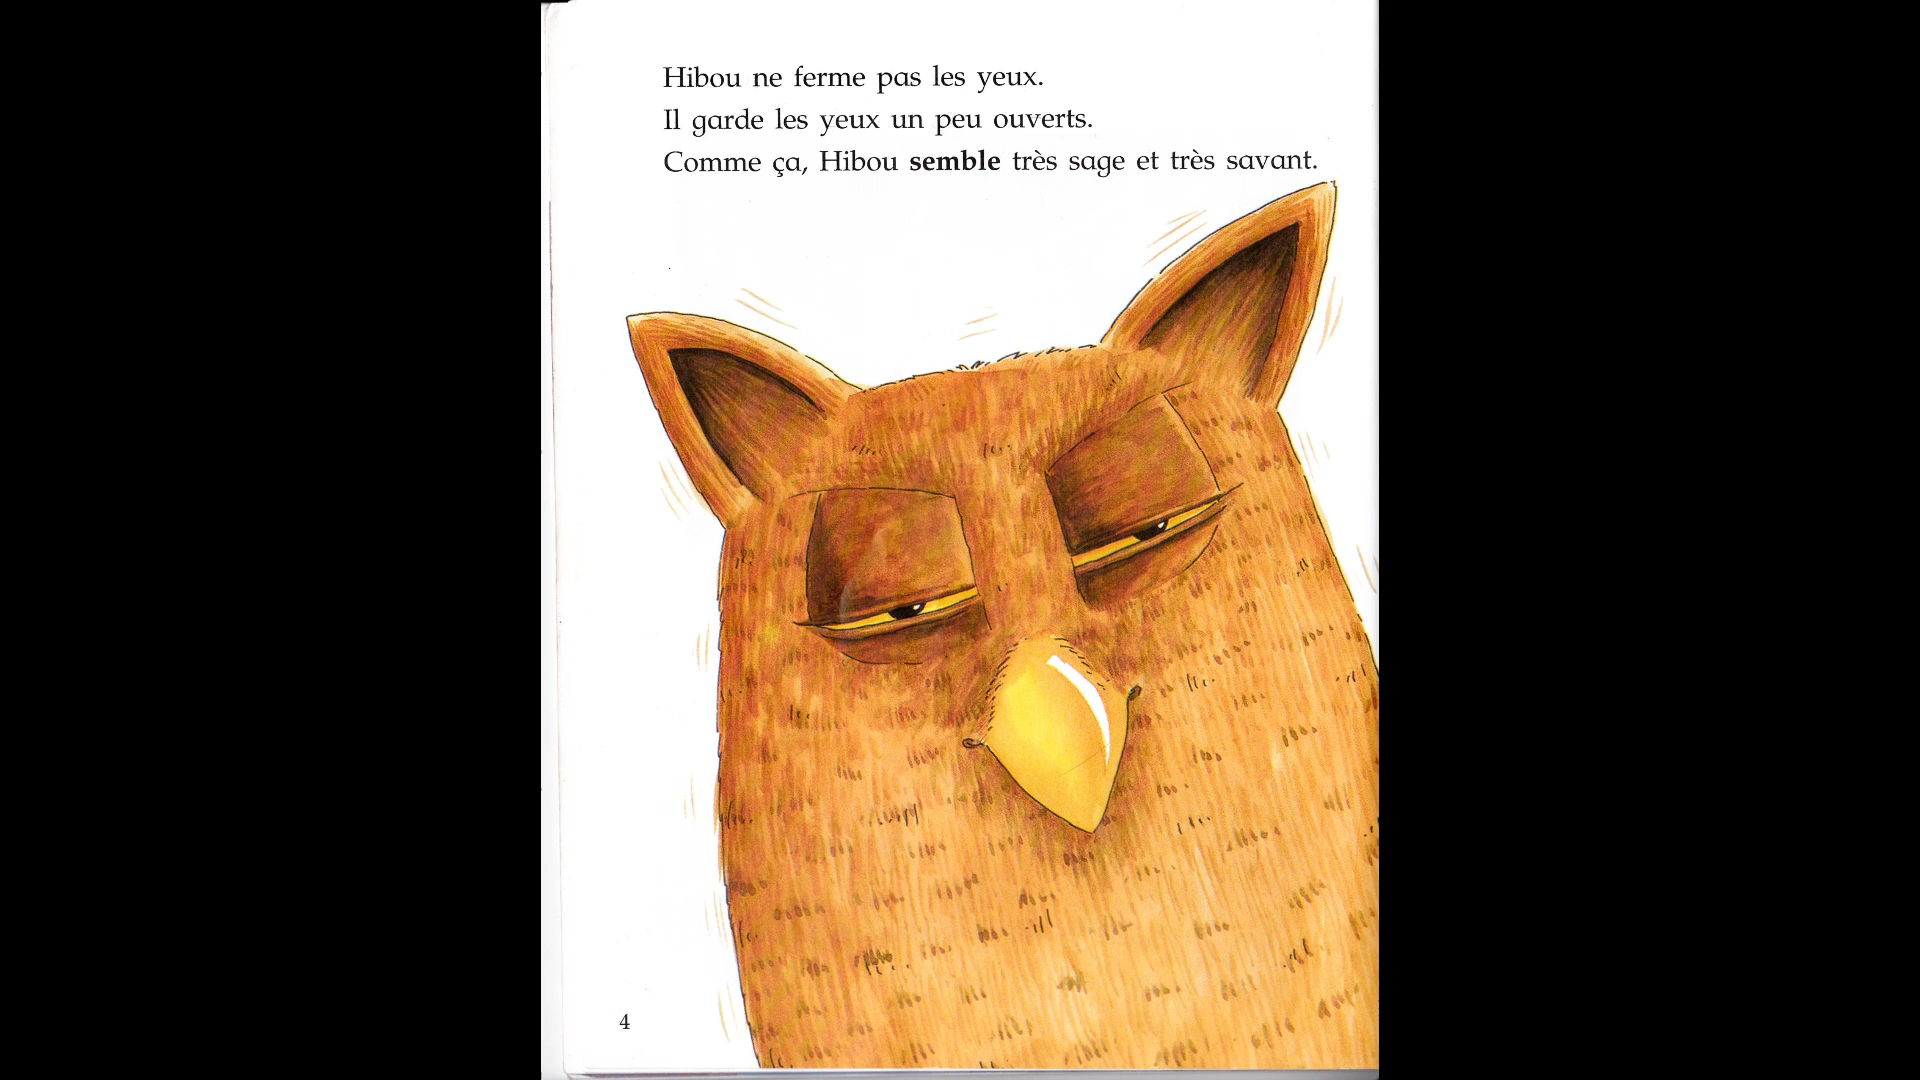 Hibou ne ferme pas les yeux.
Il garde les yeux un peu ouverts.
Comme ça, Hibou semble très sage et très savant.
4